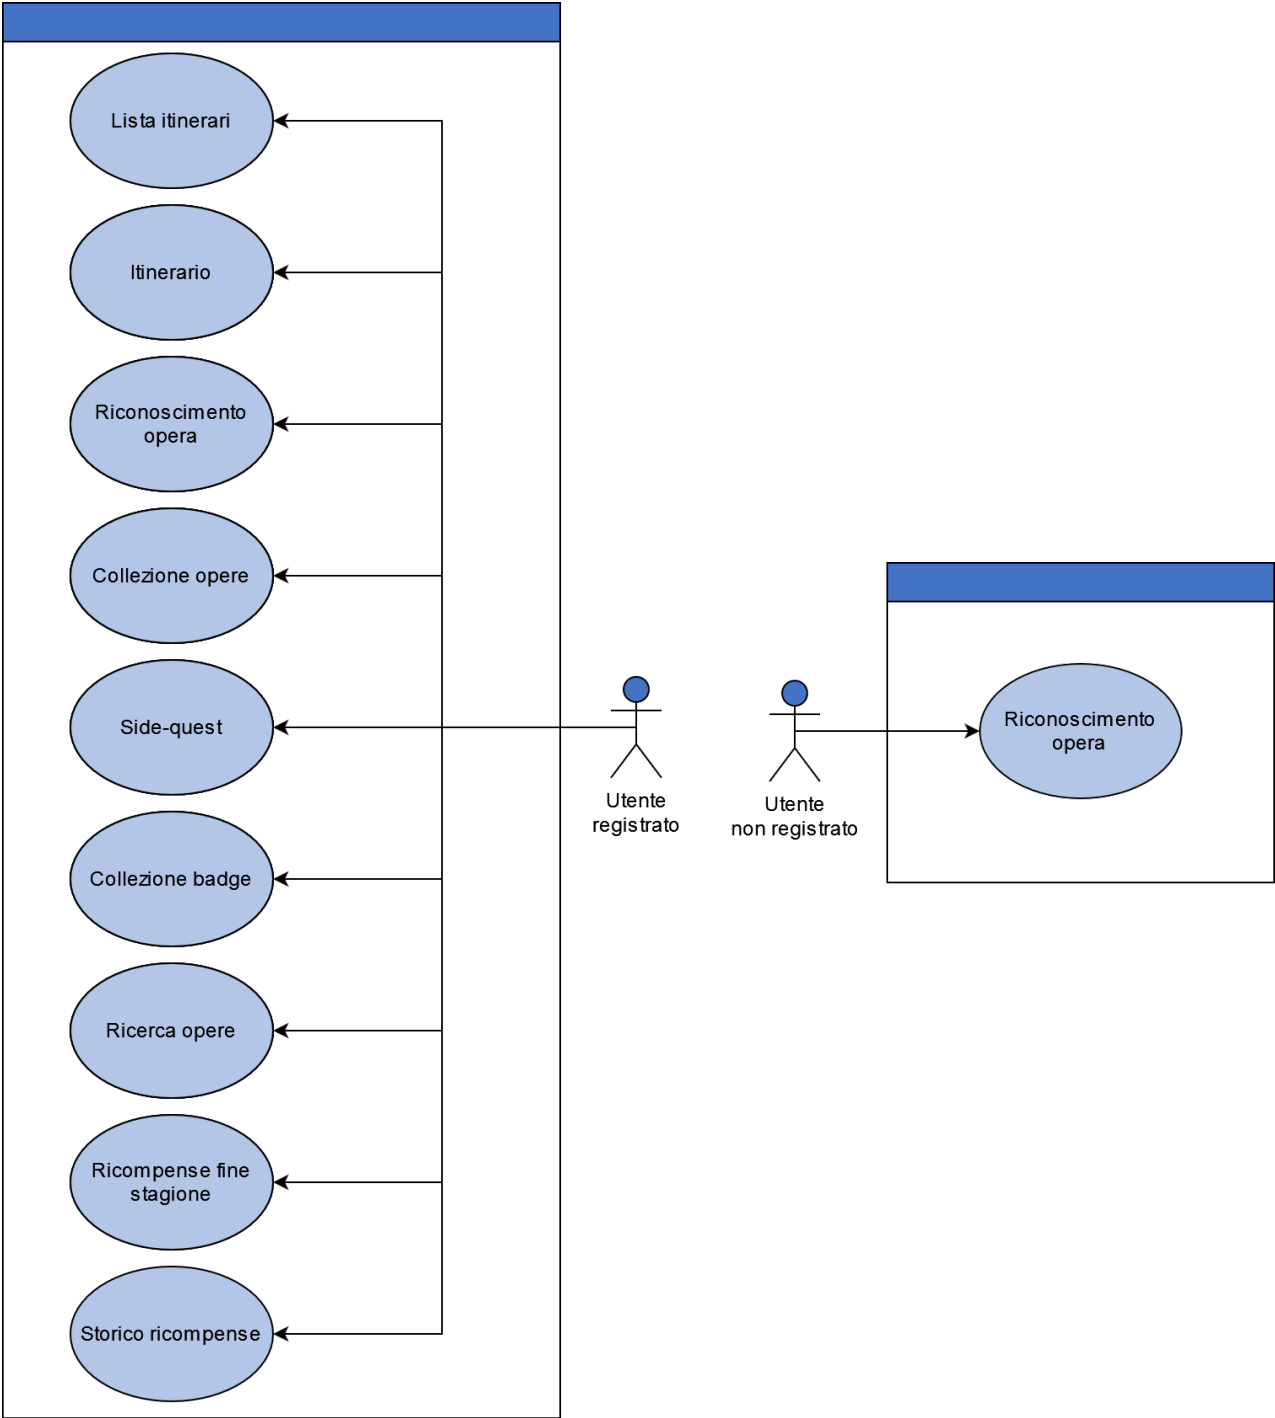 Lista itinerari
Itinerario
Riconoscimento
opera
Collezione opere
Side-quest
Collezione badge
Ricerca opere
Ricompense fine
stagione
Storico ricompense
Utente
registrato
Utente
non registrato
Riconoscimento
opera